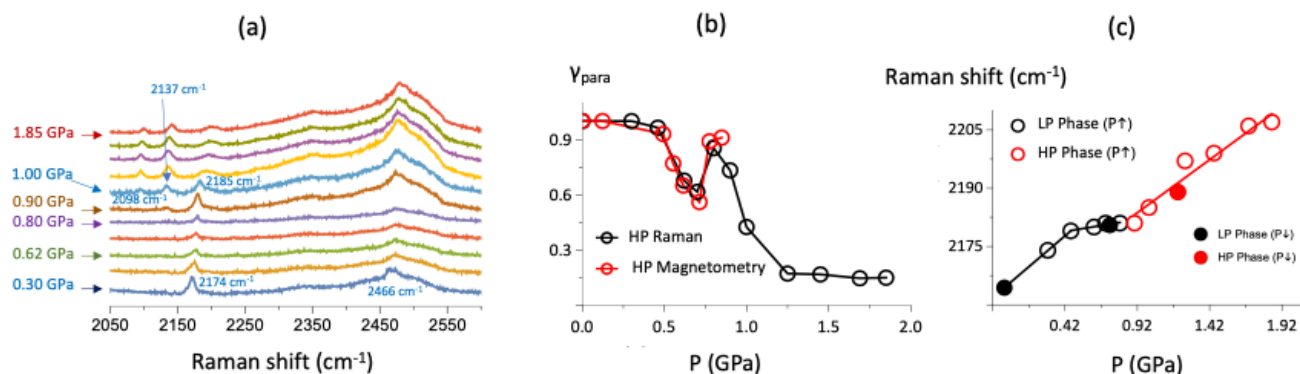 (a)
2137 cm-1
1.85 GPa
1.00 GPa
2185 cm-1
2098 cm-1
0.90 GPa
0.80 GPa
0.62 GPa
2174 cm-1
2466 cm-1
0.30 GPa
2050 2150 2250 2350 2450 2550
Raman shift (cm-1)
(b)
γpara
0.9
0.6
0.3
HP Raman
HP Magnetometry
0.0 0.5 1.0 1.5 2.0
P (GPa)
(c)
Raman shift (cm-1)
2205
2190
2175
LP Phase (P↑)
HP Phase (P↑)
LP Phase (P↓)
HP Phase (P↓)
0.42 0.92 1.42 1.92
P (GPa)